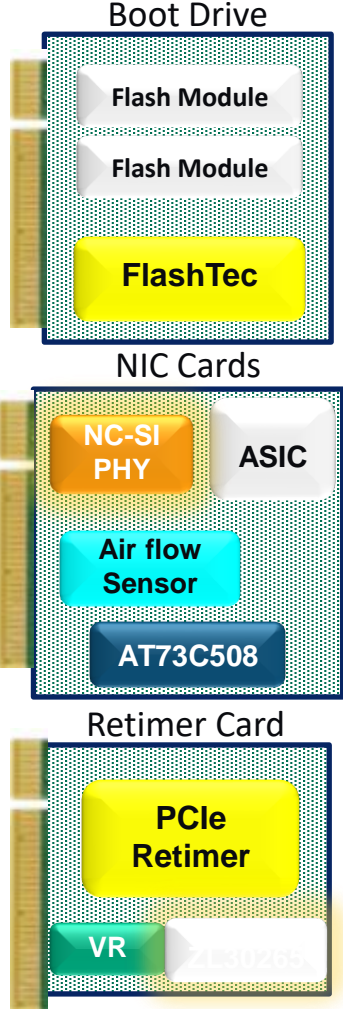 Boot Drive
Flash Module
Flash Module
FlashTec
NIC Cards
NC-SI
PHY
ASIC
Air flow
Sensor
AT73C508
Retimer Card
PCIe
Retimer
VR
ZL30265